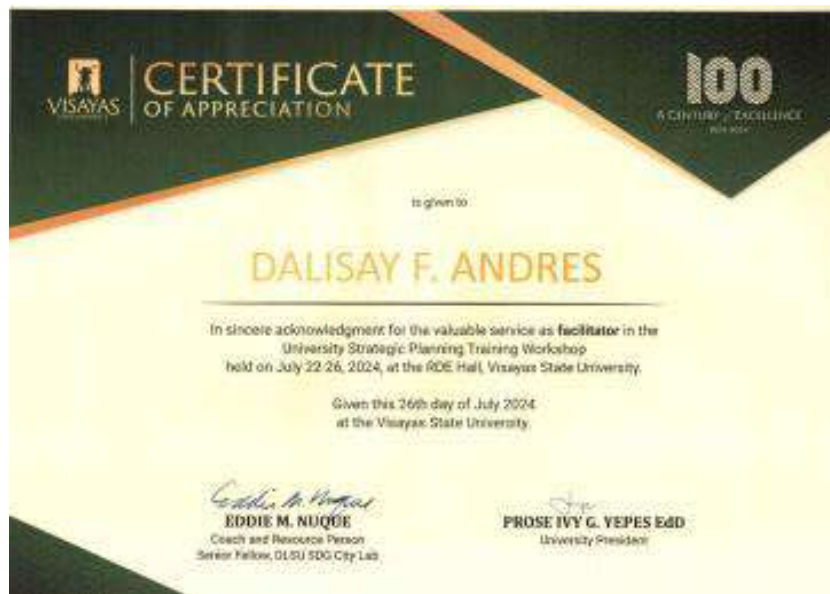 VISAYAS
CERTIFICATE
OF APPRECIATION
100
A CENTURY of EXCELLENCE
is given to
DALISAY F. ANDRES
In sincere acknowledgment for the valuable service as facilitator in the
University Strategic Planning Training Workshop
held on July 22-26, 2024, at the RDE Hall, Visayas State University.
Given this 26th day of July 2024
at the Visayas State University.
EDDIE M. NUQUE
Coach and Resource Person
Senior Fellow, DLSU SDG City Lab
PROSE IVY G. YEPES EdD
University President